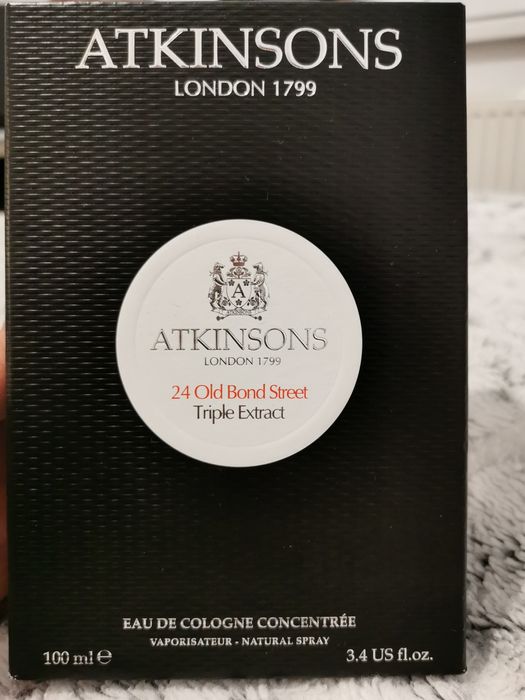 ATKINSONS
LONDON 1799
A
ATKINSONS
LONDON 1799
24 Old Bond Street
Triple Extract
EAU DE COLOGNE CONCENTRÉE
VAPORISATEUR - NATURAL SPRAY
100 ml ℮
3.4 US fl.oz.